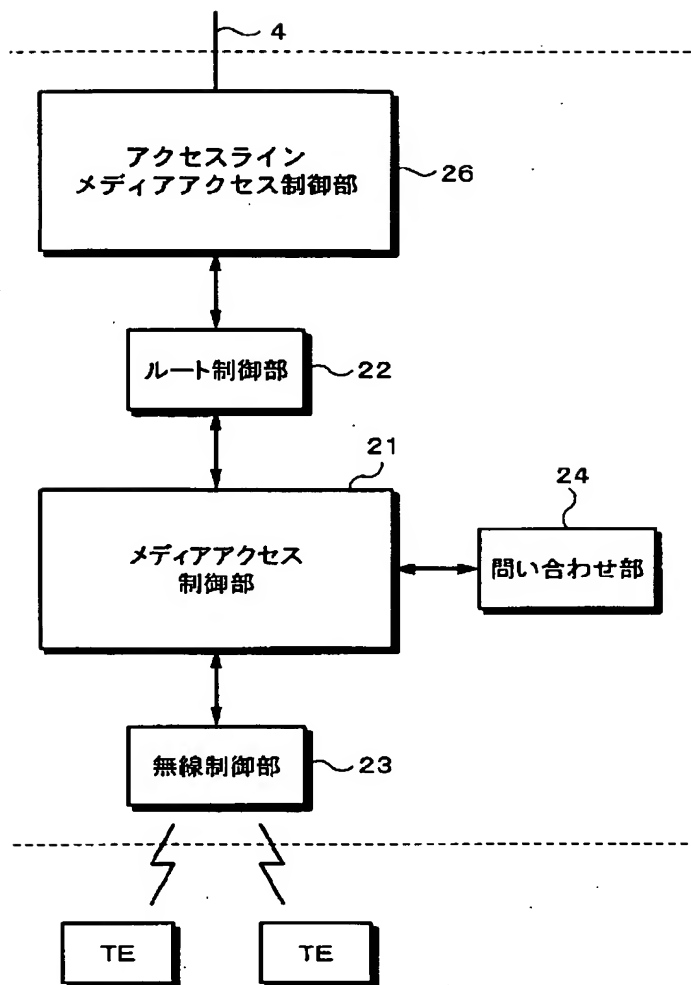 4
アクセスライン
メディアアクセス制御部
26
ルート制御部
22
21
メディアアクセス
制御部
24
問い合わせ部
無線制御部
23
TE
TE